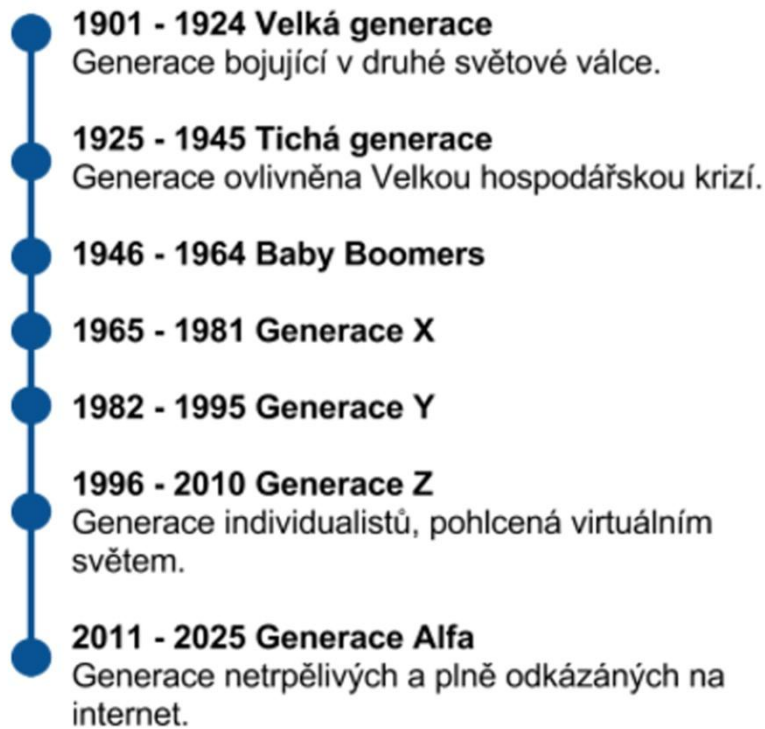 1901 - 1924 Velká generace
Generace bojující v druhé světové válce.
1925 - 1945 Tichá generace
Generace ovlivněna Velkou hospodářskou krizí.
1946 - 1964 Baby Boomers
1965 - 1981 Generace X
1982 - 1995 Generace Y
1996 - 2010 Generace Z
Generace individualistů, pohlcená virtuálním
světem.
2011 - 2025 Generace Alfa
Generace netrpělivých a plně odkázáných na
internet.